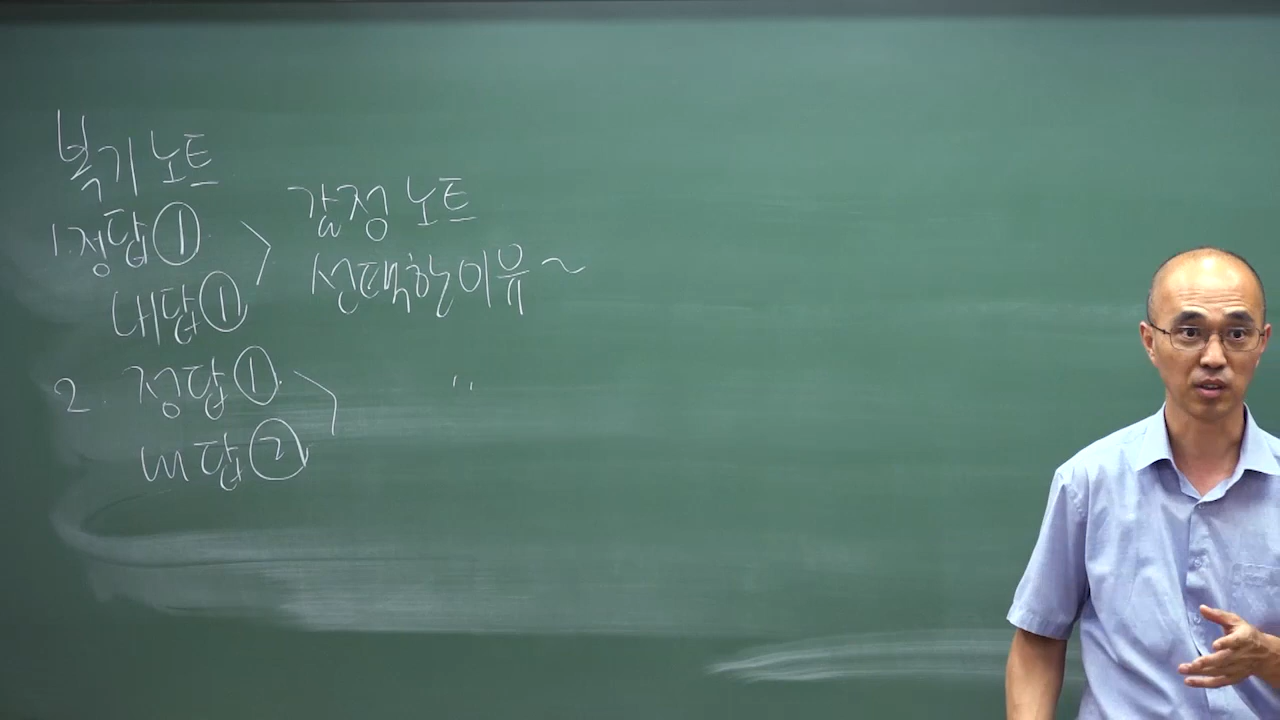 복기노트
1. 정답①
내답①
감정노트
선택한이유~
2. 정답①
내답②
"